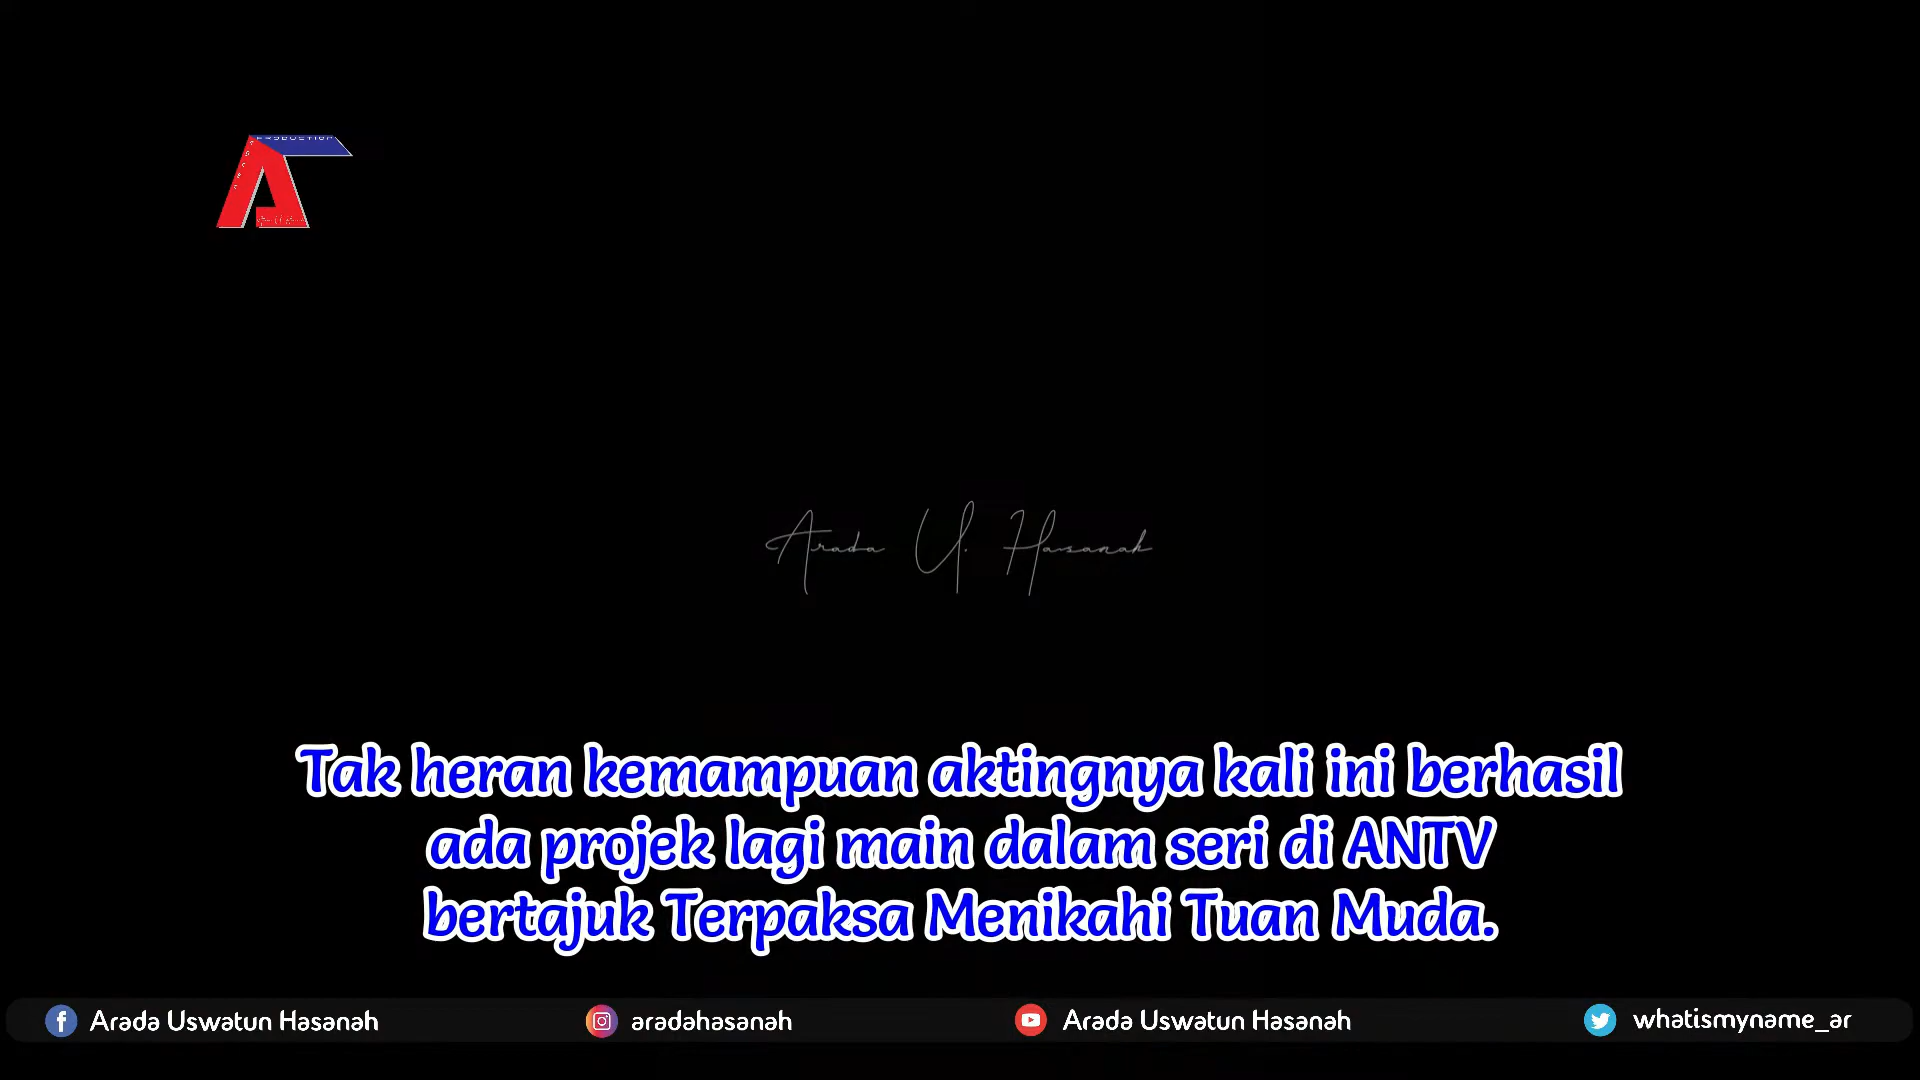 PRODUCTION
Arada U. Hasanah
Tak heran kemampuan aktingnya kali ini berhasil
ada projek lagi main dalam seri di ANTV
bertajuk Terpaksa Menikahi Tuan Muda.
Arada Uswatun Hasanah
aradahasanah
Arada Uswatun Hasanah
whatismyname_ar